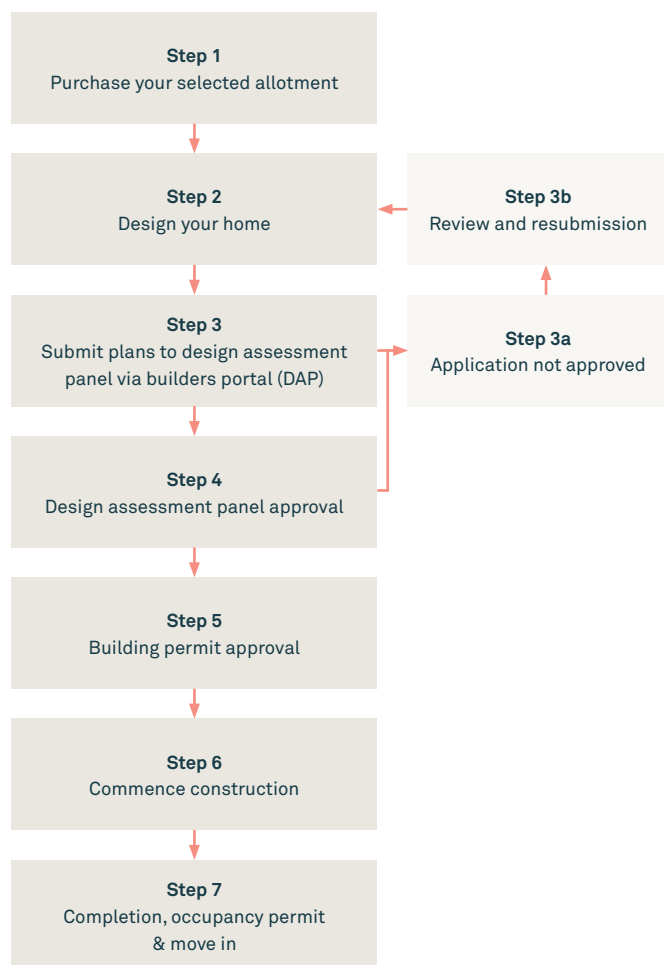 Step 1
Purchase your selected allotment
Step 2
Design your home
Step 3b
Review and resubmission
Step 3
Submit plans to design assessment
panel via builders portal (DAP)
Step 3a
Application not approved
Step 4
Design assessment panel approval
Step 5
Building permit approval
Step 6
Commence construction
Step 7
Completion, occupancy permit
& move in